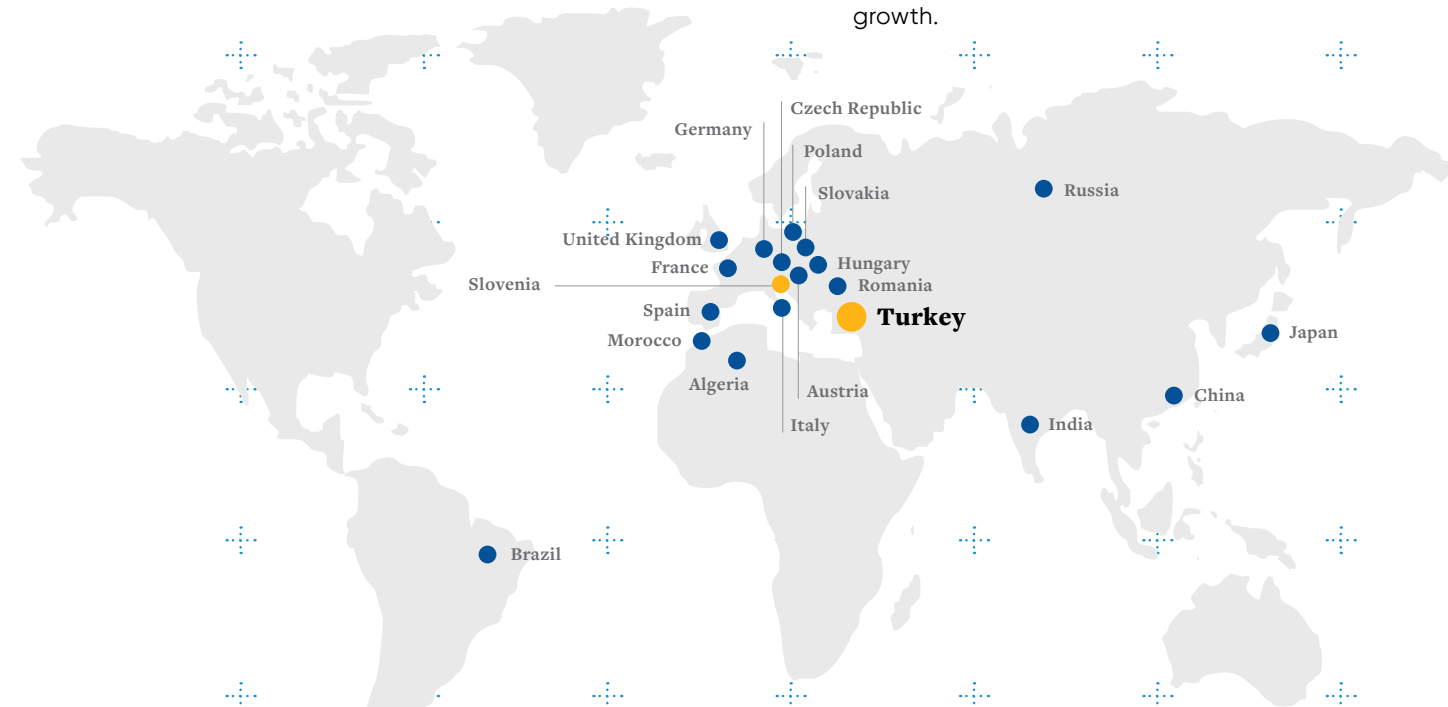 growth.
Czech Republic
Germany
Poland
Slovakia
Russia
United Kingdom
France
Hungary
Slovenia
Romania
Spain
Turkey
Morocco
Japan
Algeria
Austria
China
Italy
India
Brazil